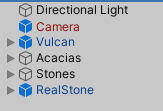 Directional Light
Camera
Vulcan
Acacias
Stones
RealStone